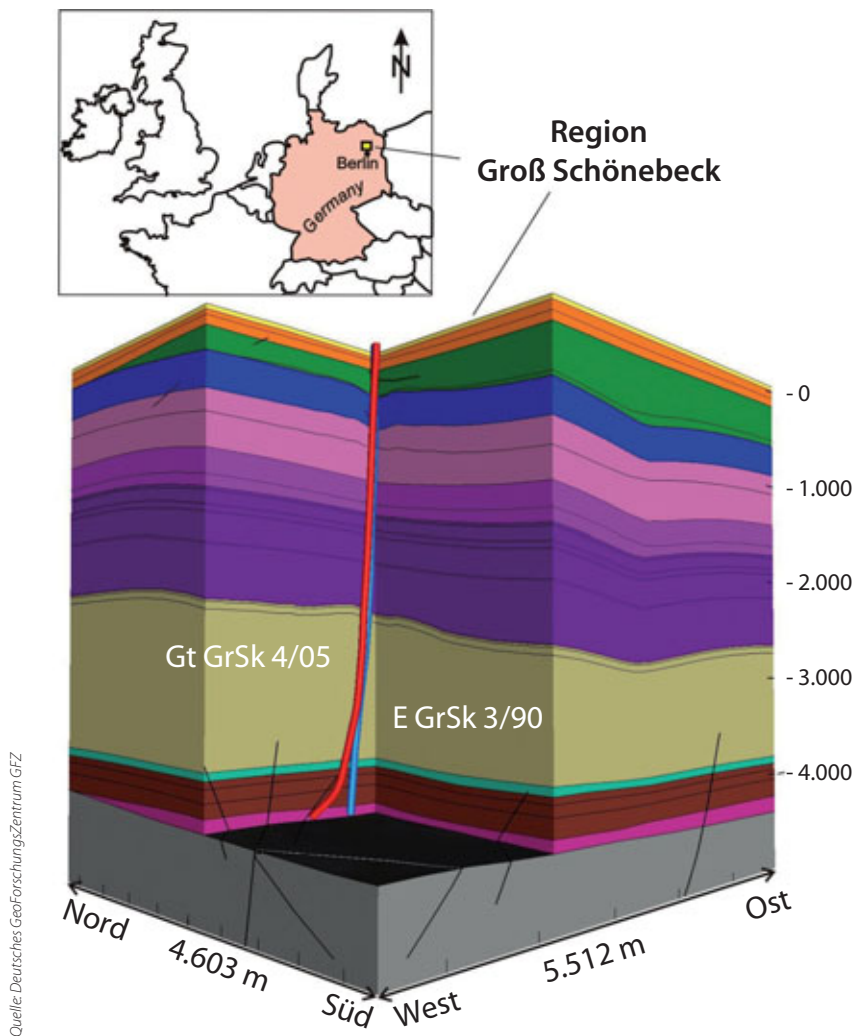 N
Berlin
Germany
Region
Groß Schönebeck
- 0
- 1.000
- 2.000
- 3.000
- 4.000
Gt GrSk 4/05
E GrSk 3/90
Nord
4.603 m
Süd
West
5.512 m
Ost
Quelle: Deutsches GeoForschungsZentrum GFZ